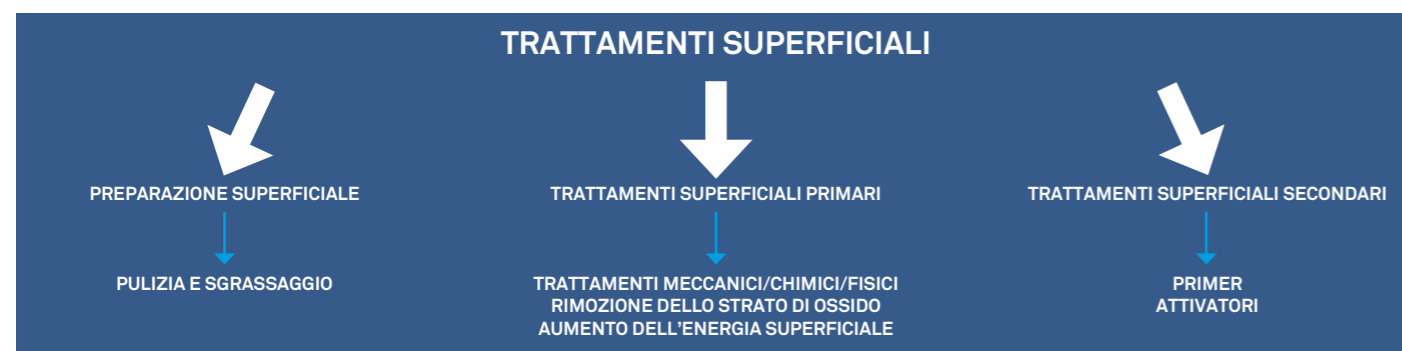 TRATTAMENTI SUPERFICIALI
PREPARAZIONE SUPERFICIALE
PULIZIA E SGRASSAGGIO
TRATTAMENTI SUPERFICIALI PRIMARI
TRATTAMENTI MECCANICI/CHIMICI/FISICI
RIMOZIONE DELLO STRATO DI OSSIDO
AUMENTO DELL’ENERGIA SUPERFICIALE
TRATTAMENTI SUPERFICIALI SECONDARI
PRIMER
ATTIVATORI